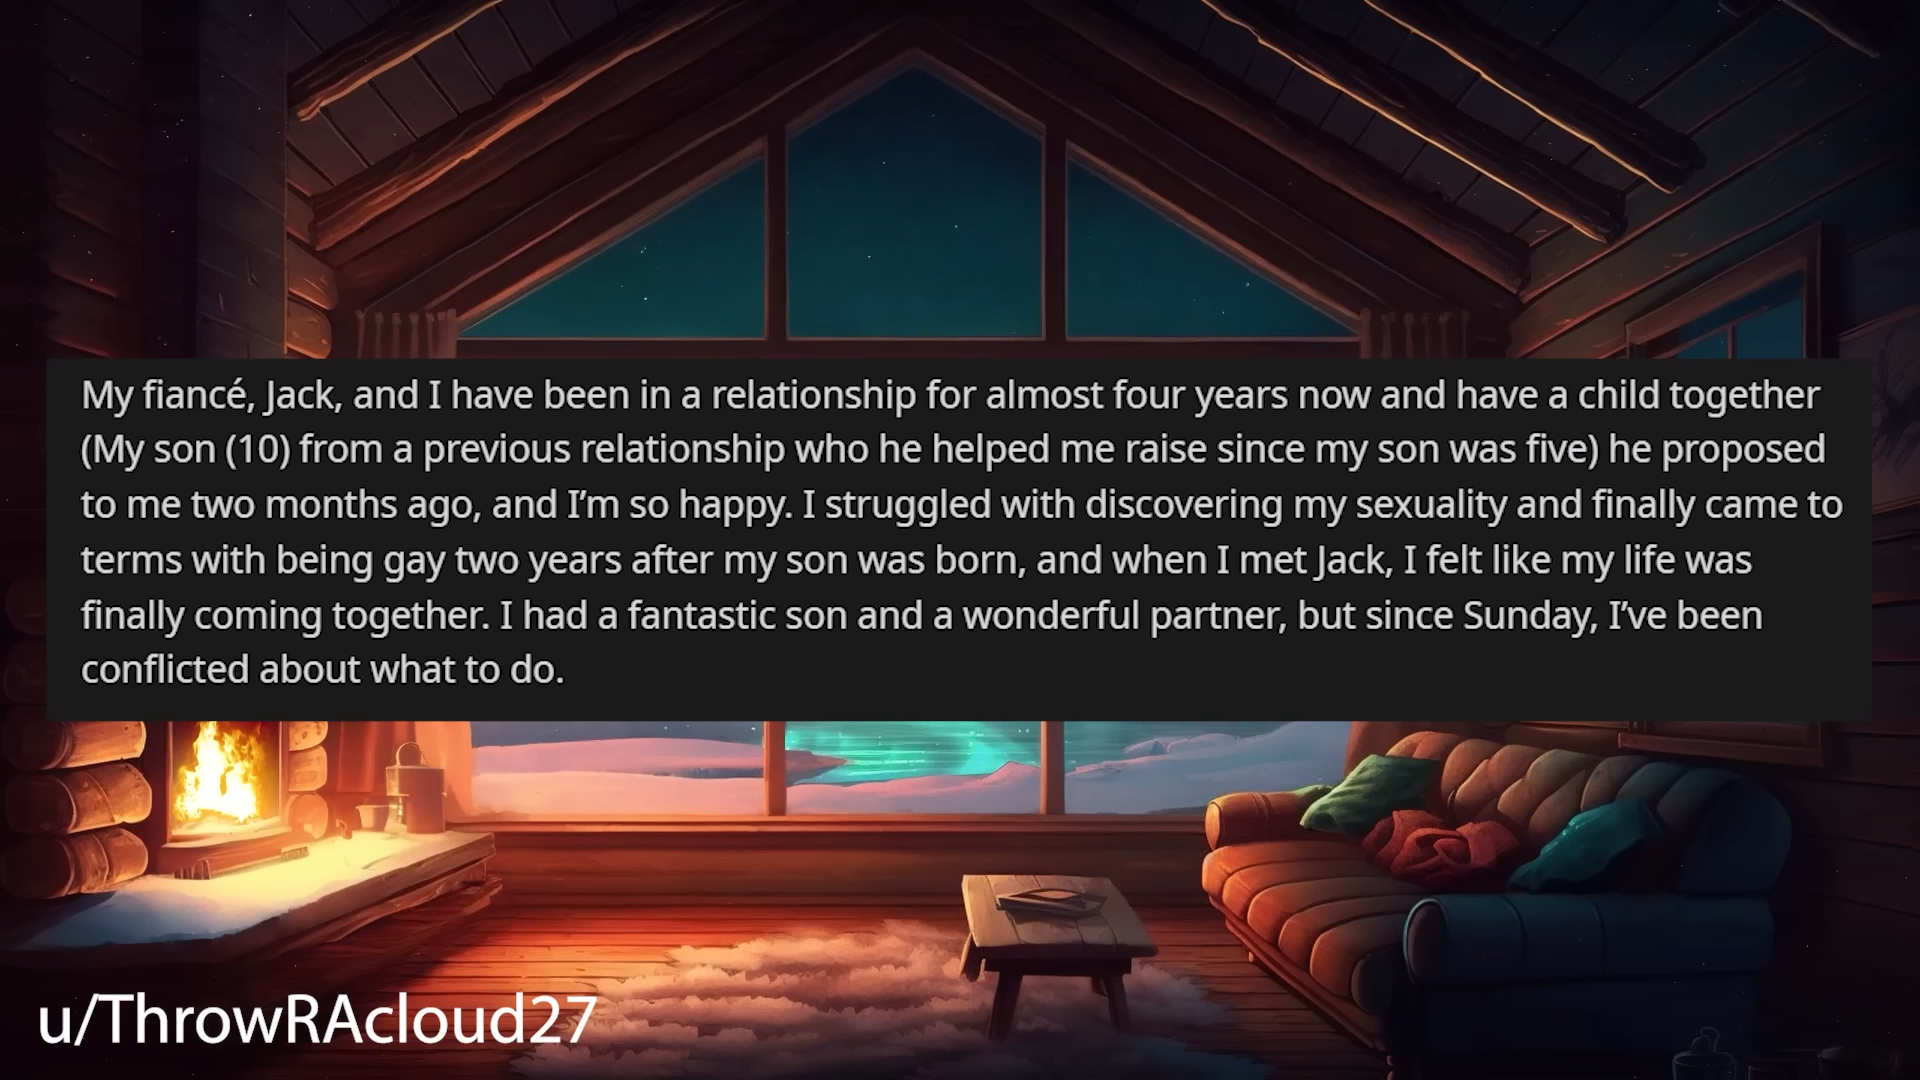 My fiancé, Jack, and I have been in a relationship for almost four years now and have a child together
(My son (10) from a previous relationship who he helped me raise since my son was five) he proposed
to me two months ago, and I’m so happy. I struggled with discovering my sexuality and finally came to
terms with being gay two years after my son was born, and when I met Jack, I felt like my life was
finally coming together. I had a fantastic son and a wonderful partner, but since Sunday, I’ve been
conflicted about what to do.
u/ThrowRAcloud27